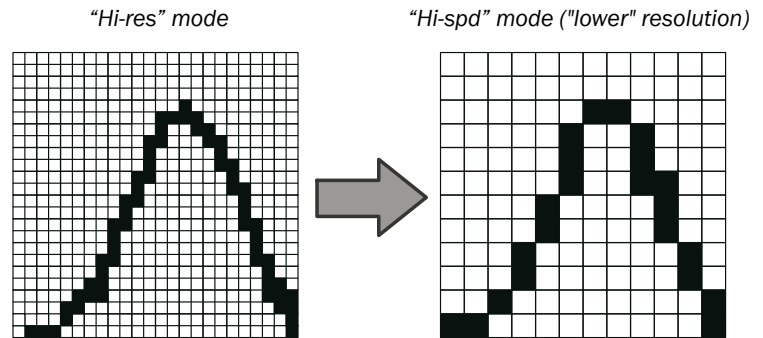 “Hi-res” mode
“Hi-spd” mode ("lower" resolution)